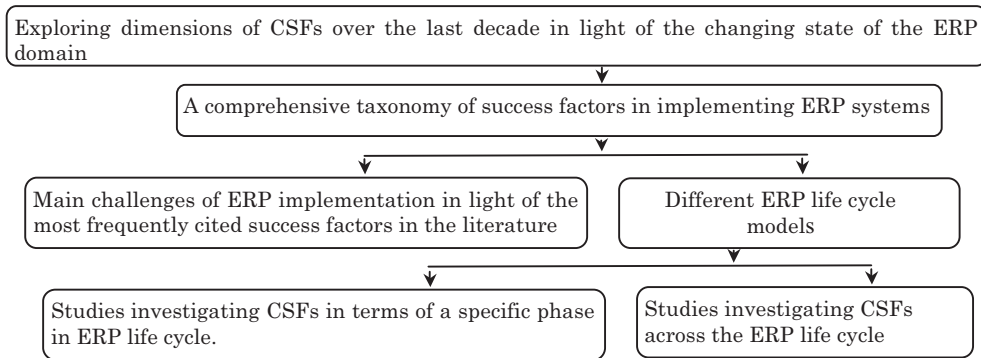 Exploring dimensions of CSFs over the last decade in light of the changing state of the ERP
domain
A comprehensive taxonomy of success factors in implementing ERP systems
Main challenges of ERP implementation in light of the
most frequently cited success factors in the literature
Different ERP life cycle
models
Studies investigating CSFs in terms of a specific phase
in ERP life cycle.
Studies investigating CSFs
across the ERP life cycle